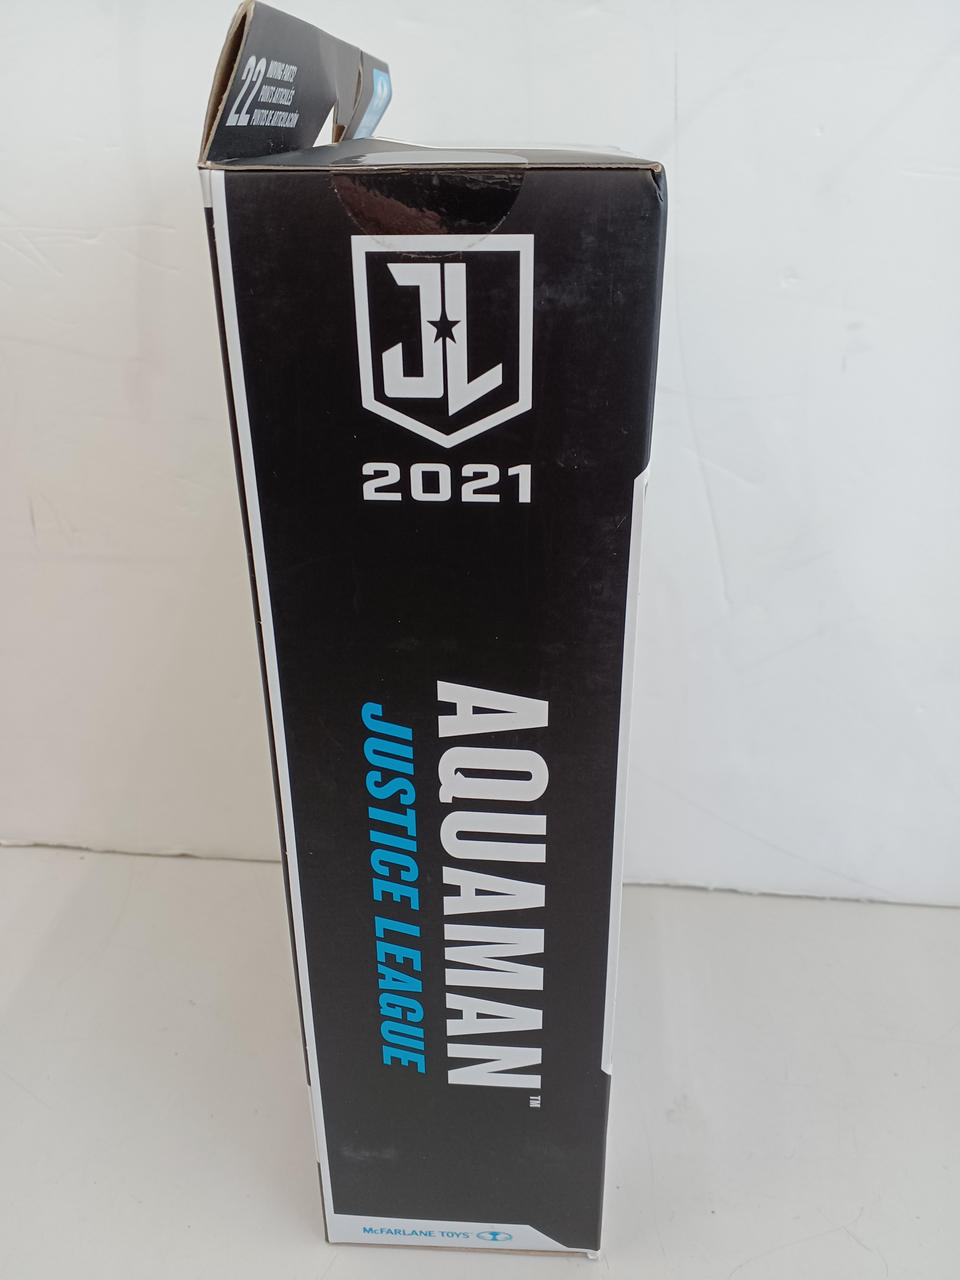 22
MOVING PARTS!
POINTS ARTICULÉS
PUNTOS DE ARTICULACIÓN
JL
2021
AQUAMAN™
JUSTICE LEAGUE
McFARLANE TOYS